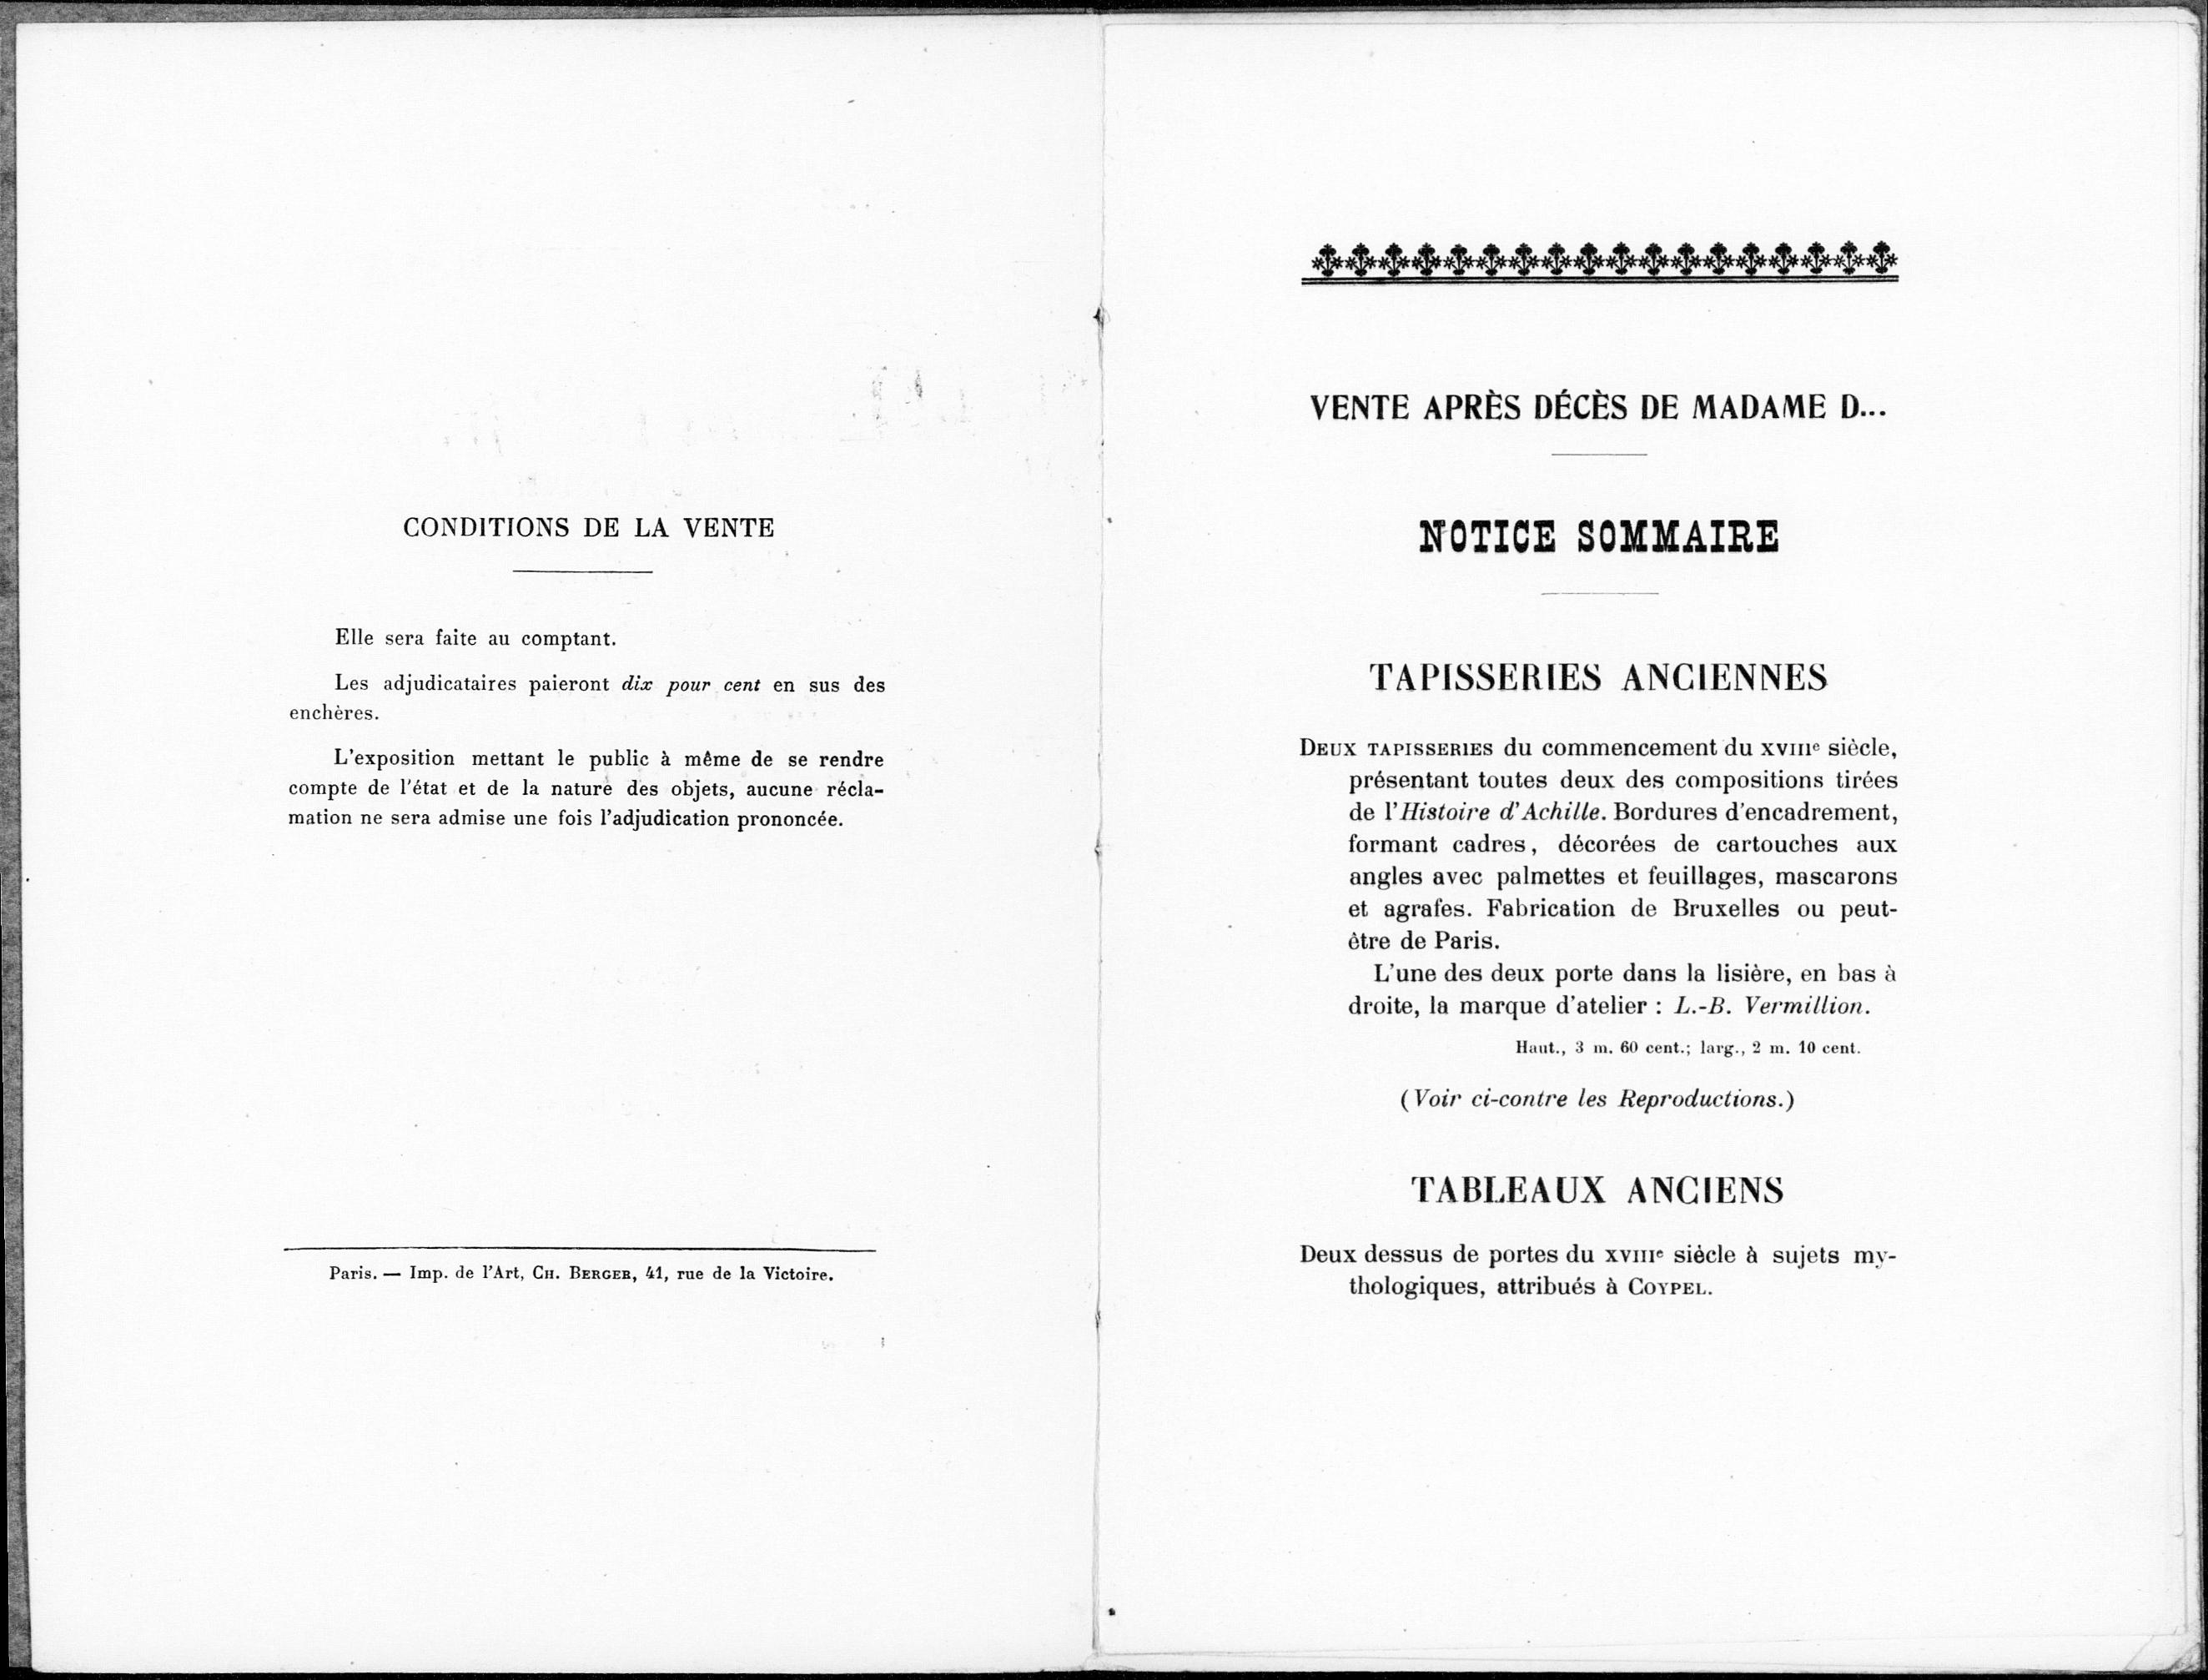 CONDITIONS DE LA VENTE
Elle sera faite au comptant.
Les adjudicataires paieront dix pour cent en sus des
enchères.
L'exposition mettant le public à même de se rendre
compte de l'état et de la nature des objets, aucune récla-
mation ne sera admise une fois l'adjudication prononcée.
Paris. — Imp. de l'Art, CH. BERGER, 41, rue de la Victoire.
VENTE APRÈS DÉCÈS DE MADAME D...
NOTICE SOMMAIRE
TAPISSERIES ANCIENNES
DEUX TAPISSERIES du commencement du XVIIIe siècle,
présentant toutes deux des compositions tirées
de l'Histoire d'Achille. Bordures d'encadrement,
formant cadres, décorées de cartouches aux
angles avec palmettes et feuillages, mascarons
et agrafes. Fabrication de Bruxelles ou peut-
être de Paris.
L'une des deux porte dans la lisière, en bas à
droite, la marque d'atelier : L.-B. Vermillion.
Haut., 3 m. 60 cent.; larg., 2 m. 10 cent.
(Voir ci-contre les Reproductions.)
TABLEAUX ANCIENS
Deux dessus de portes du XVIIIe siècle à sujets my-
thologiques, attribués à COYPEL.